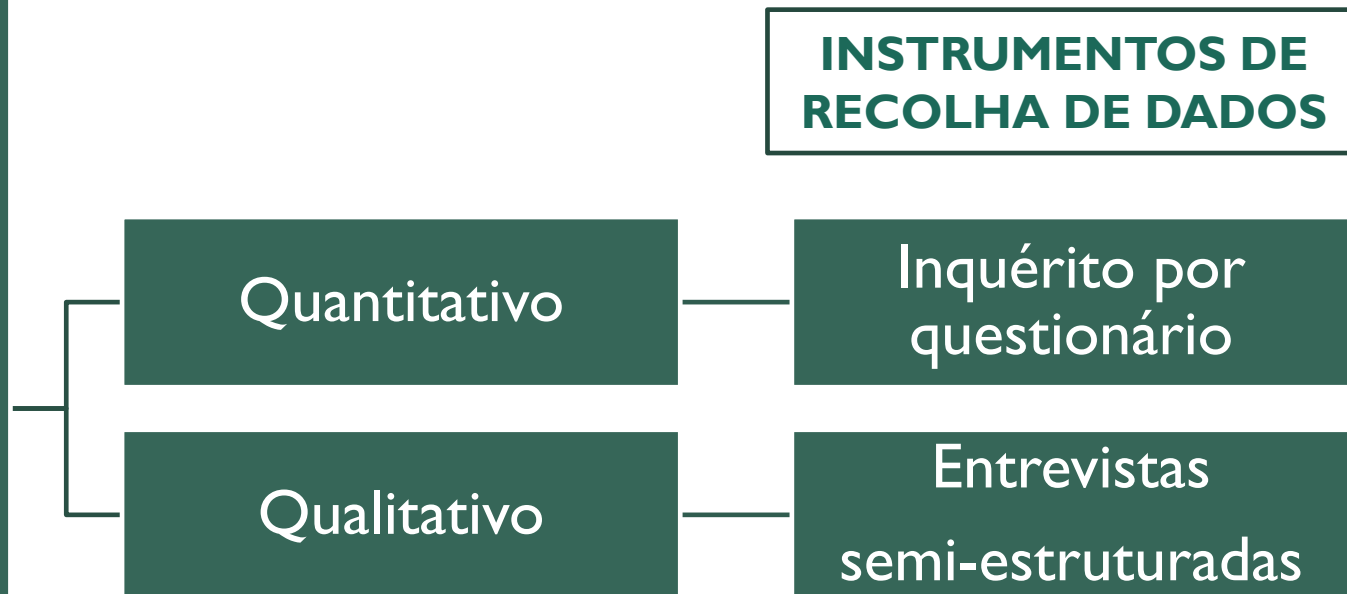 INSTRUMENTOS DE
RECOLHA DE DADOS
Quantitativo
Inquérito por
questionário
Qualitativo
Entrevistas
semi-estruturadas